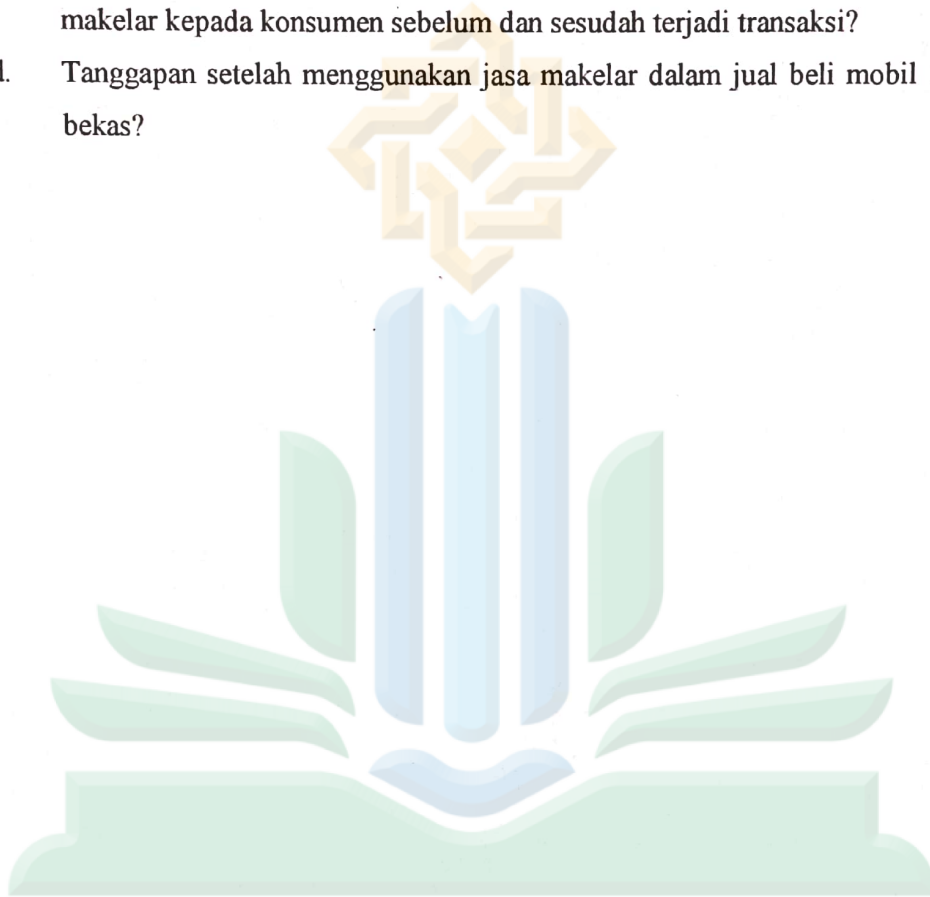 makelar kepada konsumen sebelum dan sesudah terjadi transaksi?
Tanggapan setelah menggunakan jasa makelar dalam jual beli mobil
bekas?